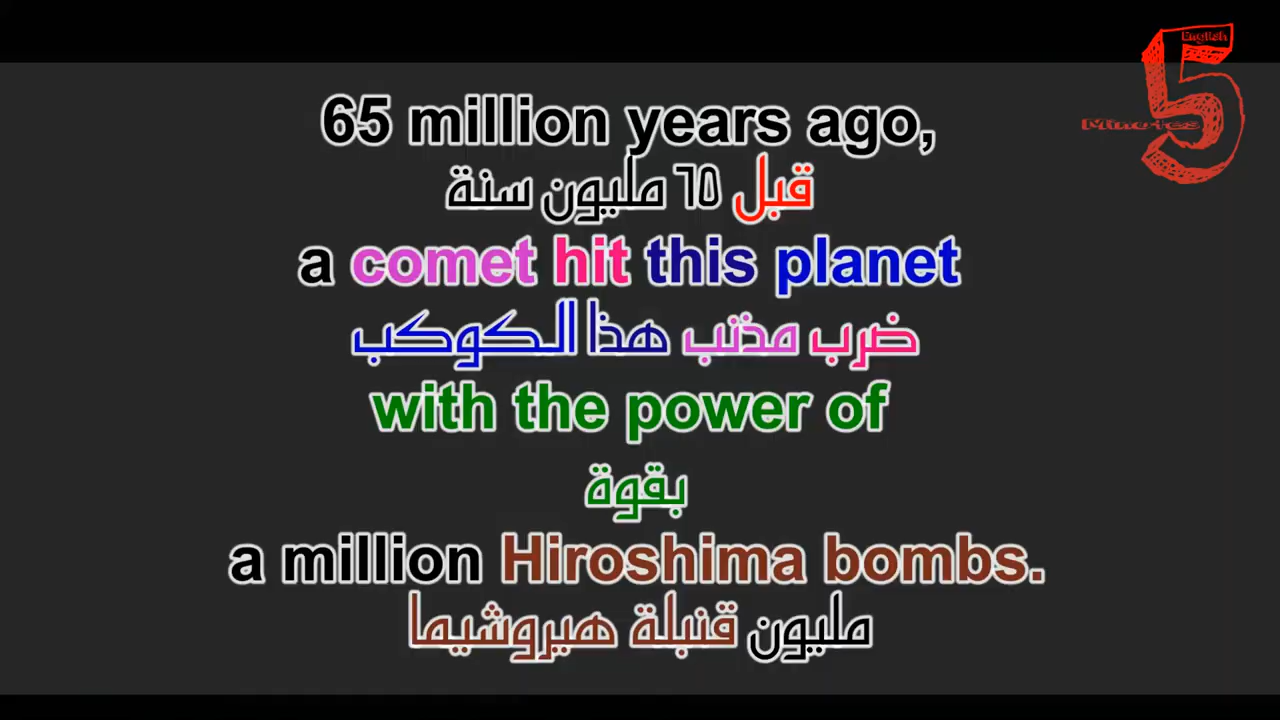 English
5
Minutes
65 million years ago,
قبل ٦٥ مليون سنة
a comet hit this planet
ضرب مذنب هذا الكوكب
with the power of
بقوة
a million Hiroshima bombs.
مليون قنبلة هيروشيما